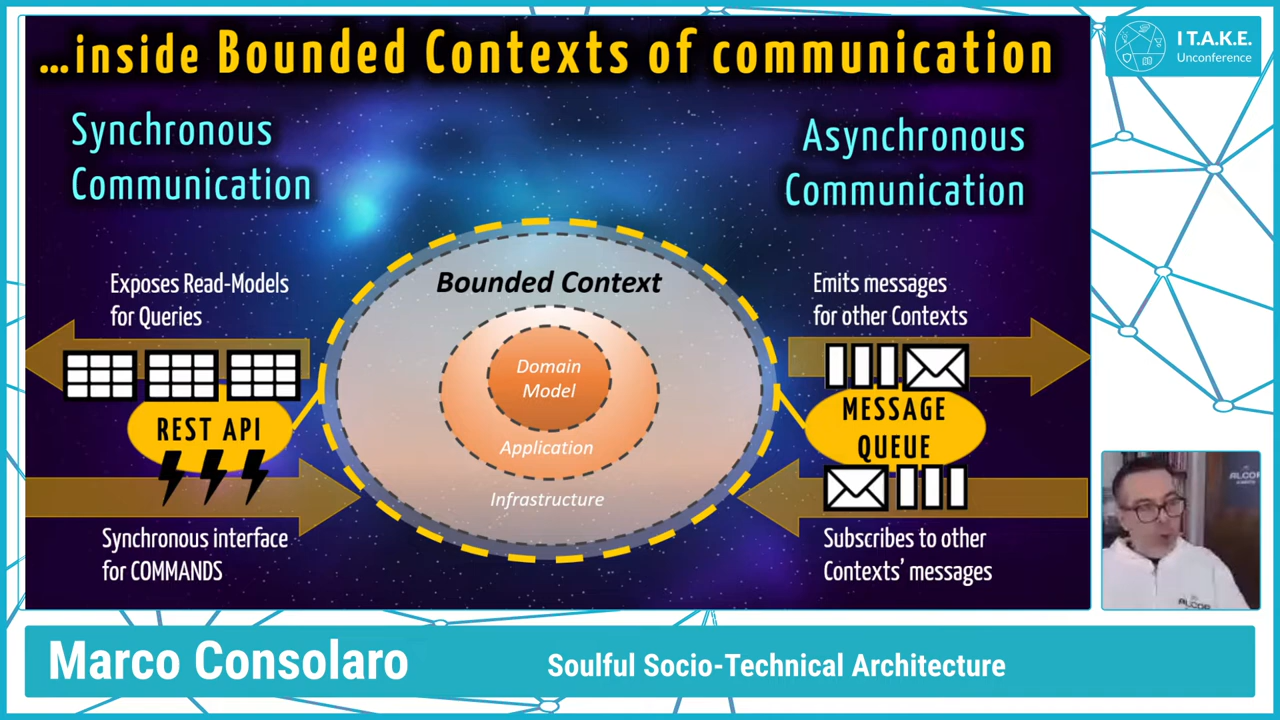 ...inside Bounded Contexts of communication
I T.A.K.E.
Unconference
Synchronous
Communication
Asynchronous
Communication
Exposes Read-Models
for Queries
Bounded Context
Emits messages
for other Contexts
Domain
Model
REST API
MESSAGE
QUEUE
Application
Infrastructure
Synchronous interface
for COMMANDS
Subscribes to other
Contexts' messages
ALCOR
ALCOR
Marco Consolaro
Soulful Socio-Technical Architecture